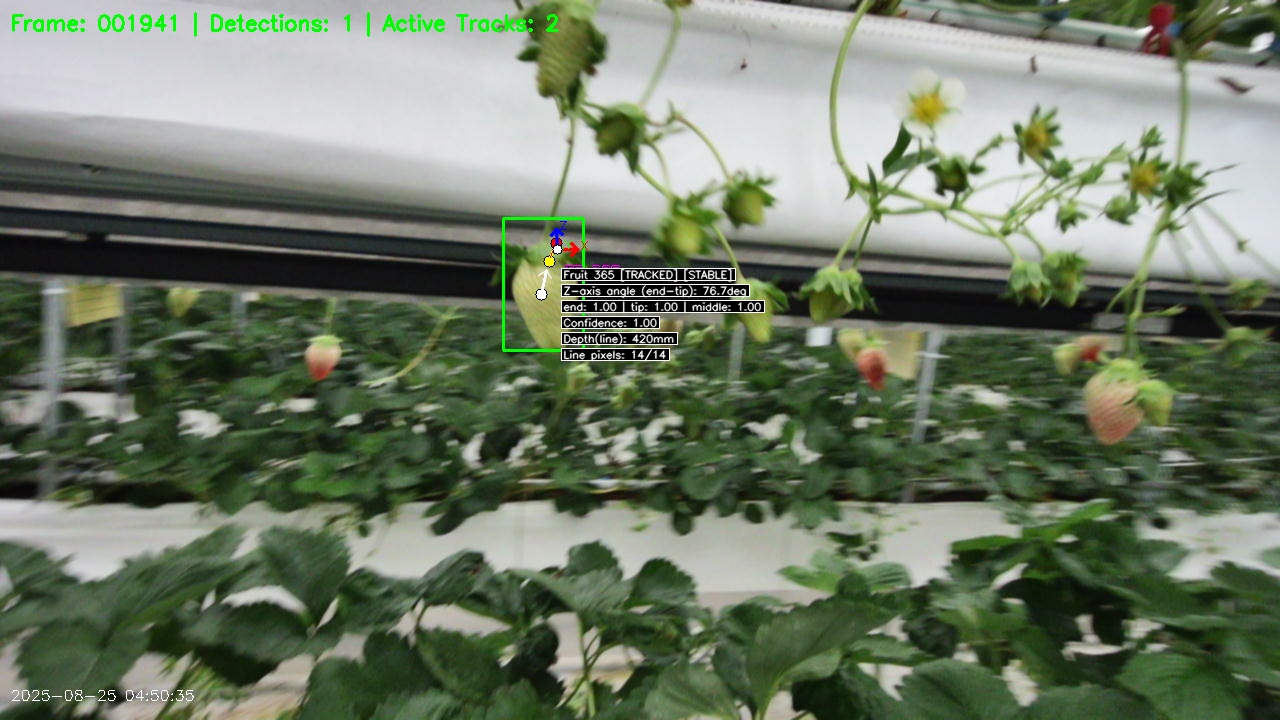 Frame: 001941 | Detections: 1 | Active Tracks: 2
Z
X
Fruit 365 [TRACKED] [STABLE]
Z-axis angle (end-tip): 76.7deg
end: 1.00 | tip: 1.00 | middle: 1.00
Confidence: 1.00
Depth(line): 420mm
Line pixels: 14/14
2025-08-25 04:50:35